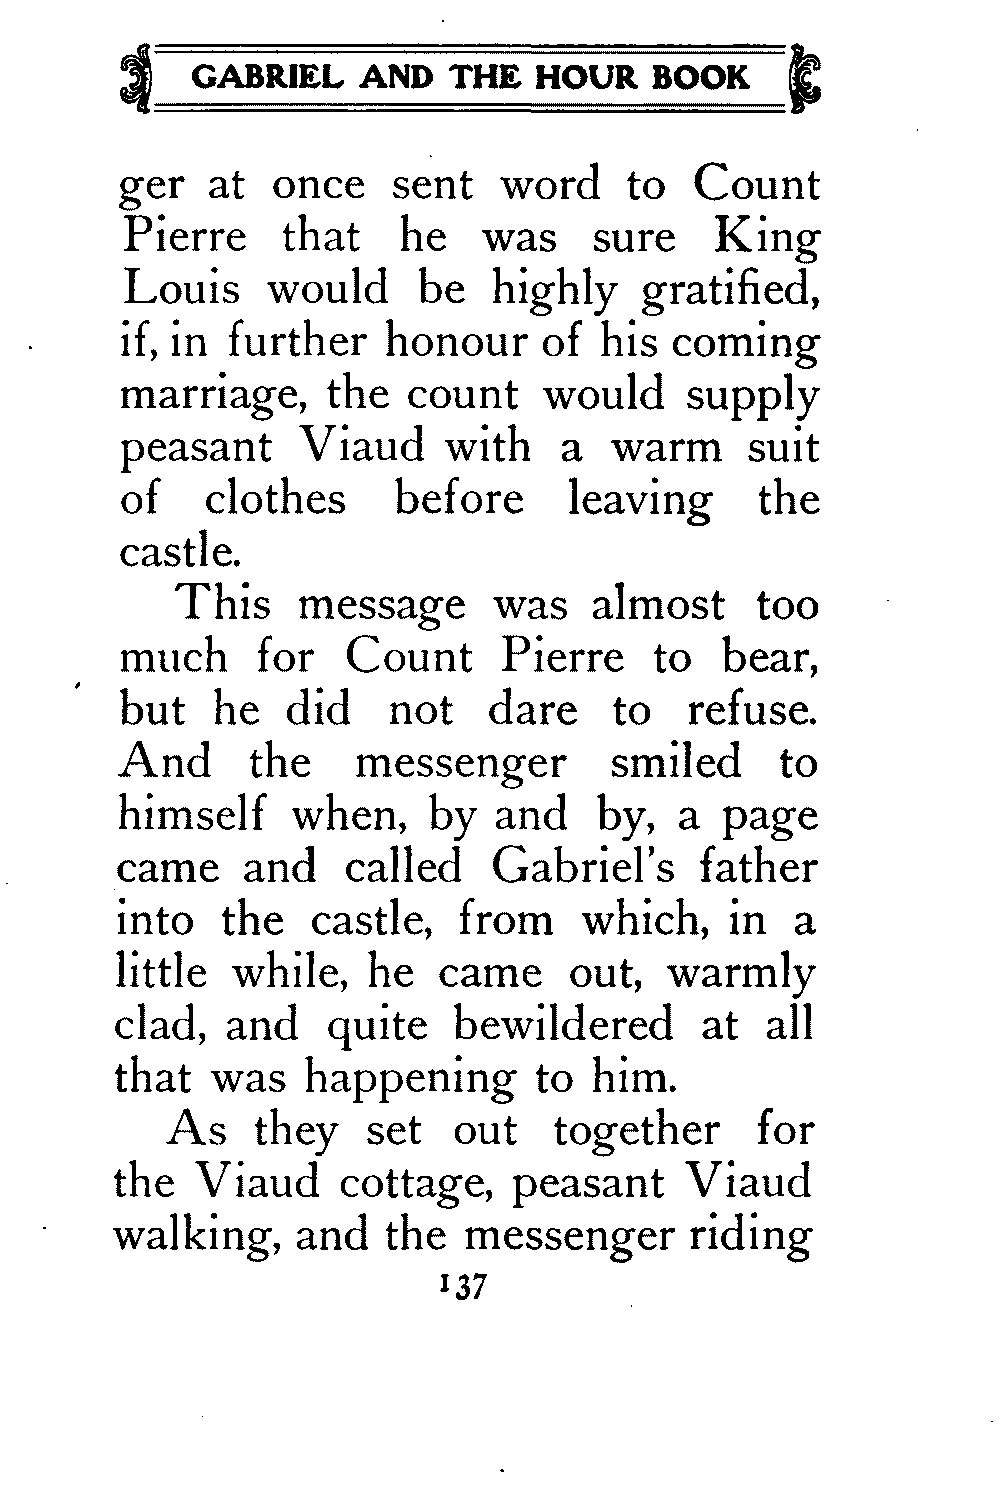 GABRIEL AND THE HOUR BOOK
ger at once sent word to Count
Pierre that he was sure King
Louis would be highly gratified,
if, in further honour of his coming
marriage, the count would supply
peasant Viaud with a warm suit
of clothes before leaving the
castle.
This message was almost too
much for Count Pierre to bear,
but he did not dare to refuse.
And the messenger smiled to
himself when, by and by, a page
came and called Gabriel's father
into the castle, from which, in a
little while, he came out, warmly
clad, and quite bewildered at all
that was happening to him.
As they set out together for
the Viaud cottage, peasant Viaud
walking, and the messenger riding
137